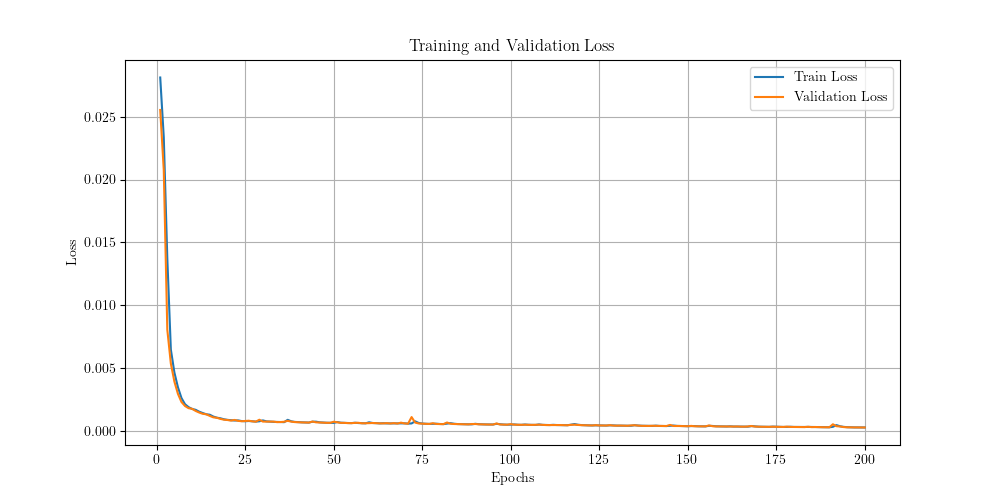 Training and Validation Loss
Train Loss
Validation Loss
0.025
0.020
0.015
0.010
0.005
0.000
Loss
0 25 50 75 100 125 150 175 200
Epochs